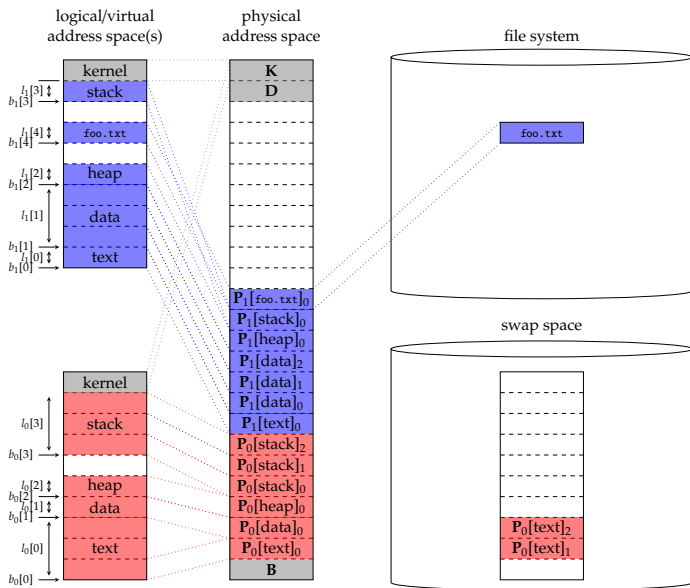 logical/virtual
address space(s)
physical
address space
file system
kernel
stack
foo.txt
heap
data
text
l₁[3]
b₁[3]
l₁[4]
b₁[4]
l₁[2]
b₁[2]
l₁[1]
b₁[1]
l₁[0]
b₁[0]
K
D
P₁[foo.txt]₀
P₁[stack]₀
P₁[heap]₀
P₁[data]₂
P₁[data]₁
P₁[data]₀
P₁[text]₀
P₀[stack]₂
P₀[stack]₁
P₀[stack]₀
P₀[heap]₀
P₀[data]₀
P₀[text]₀
B
foo.txt
swap space
P₀[text]₂
P₀[text]₁
kernel
stack
heap
data
text
l₀[3]
b₀[3]
l₀[2]
b₀[2]
l₀[1]
b₀[1]
l₀[0]
b₀[0]